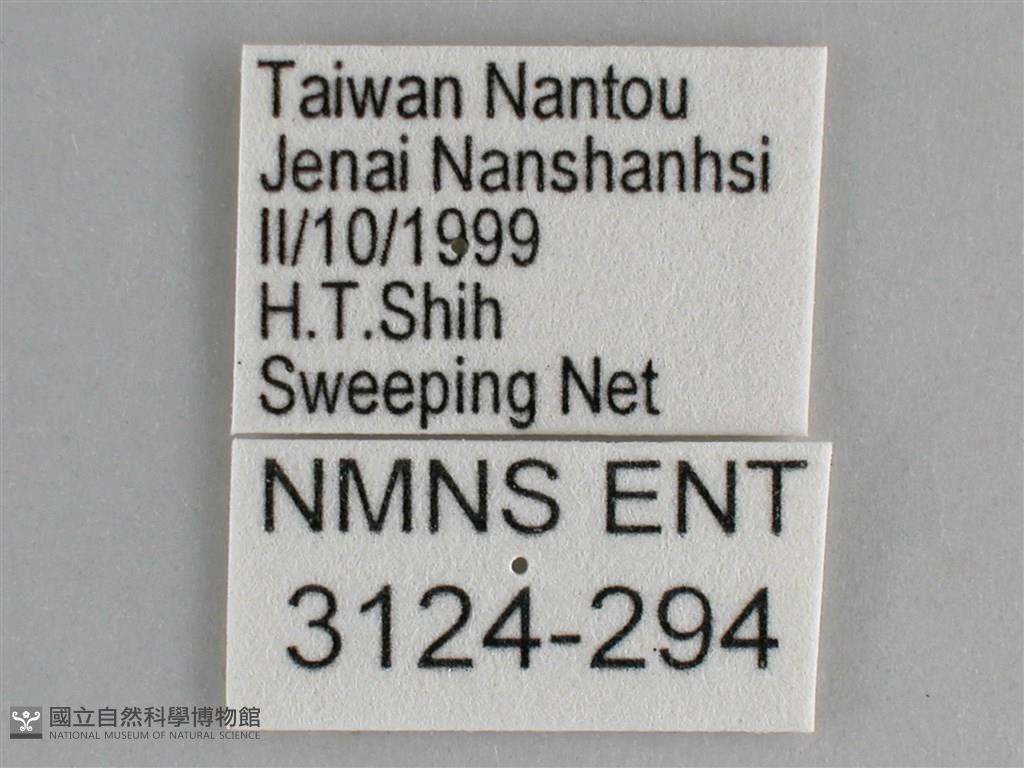 Taiwan Nantou
Jenai Nanshanhsi
II/10/1999
H.T.Shih
Sweeping Net
NMNS ENT
3124-294
國立自然科學博物館
NATIONAL MUSEUM OF NATURAL SCIENCE